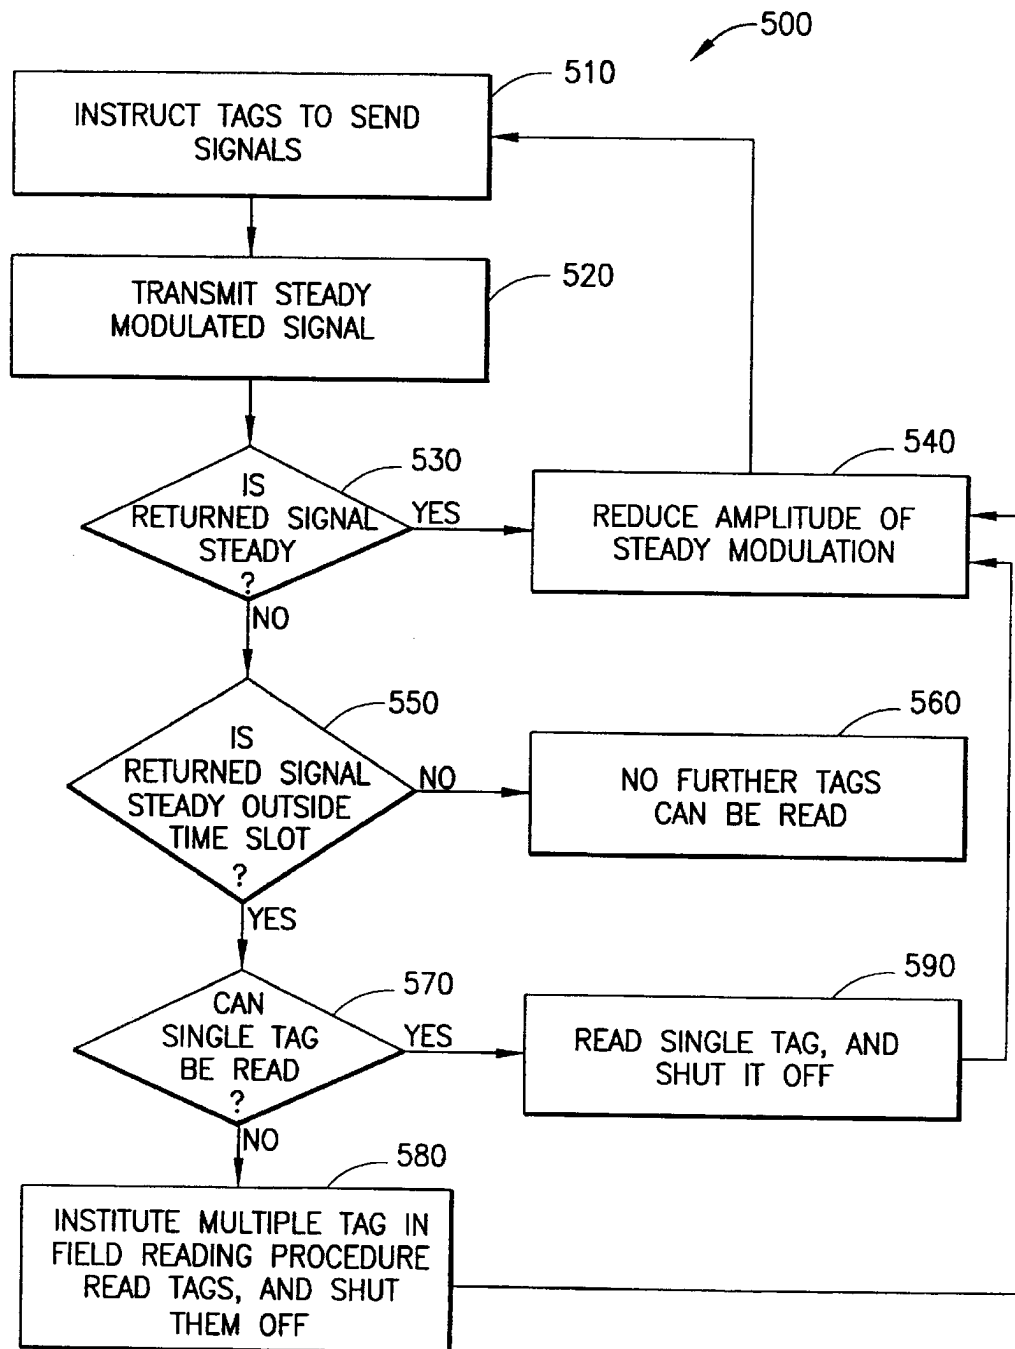 500
510
INSTRUCT TAGS TO SEND
SIGNALS
520
TRANSMIT STEADY
MODULATED SIGNAL
530
IS
RETURNED SIGNAL
STEADY
?
YES
NO
540
REDUCE AMPLITUDE OF
STEADY MODULATION
550
IS
RETURNED SIGNAL
STEADY OUTSIDE
TIME SLOT
?
NO
YES
560
NO FURTHER TAGS
CAN BE READ
570
CAN
SINGLE TAG
BE READ
?
YES
NO
590
READ SINGLE TAG, AND
SHUT IT OFF
580
INSTITUTE MULTIPLE TAG IN
FIELD READING PROCEDURE
READ TAGS, AND SHUT
THEM OFF